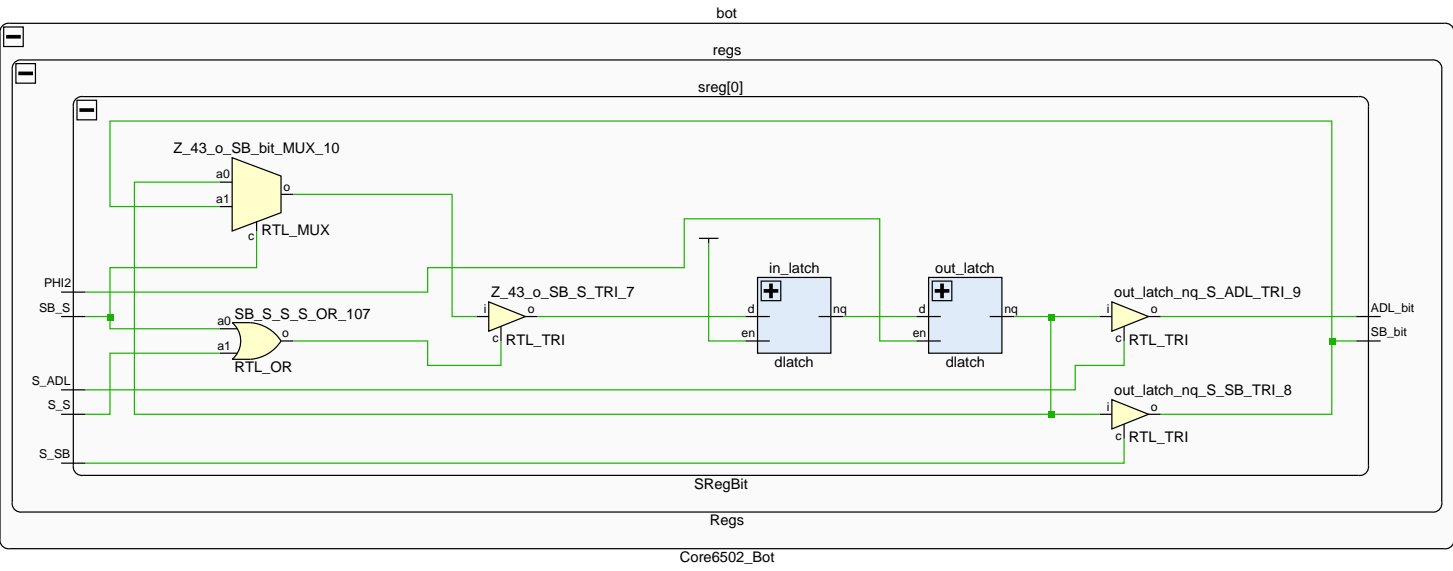 bot
regs
sreg[0]
Z_43_o_SB_bit_MUX_10
a0
o
a1
c
RTL_MUX
PHI2
SB_S
SB_S_S_S_OR_107
a0
o
a1
RTL_OR
Z_43_o_SB_S_TRI_7
i
o
c
RTL_TRI
in_latch
d
nq
en
dlatch
out_latch
d
nq
en
dlatch
out_latch_nq_S_ADL_TRI_9
i
o
c
RTL_TRI
ADL_bit
SB_bit
S_ADL
S_S
out_latch_nq_S_SB_TRI_8
i
o
c
RTL_TRI
S_SB
SRegBit
Regs
Core6502_Bot